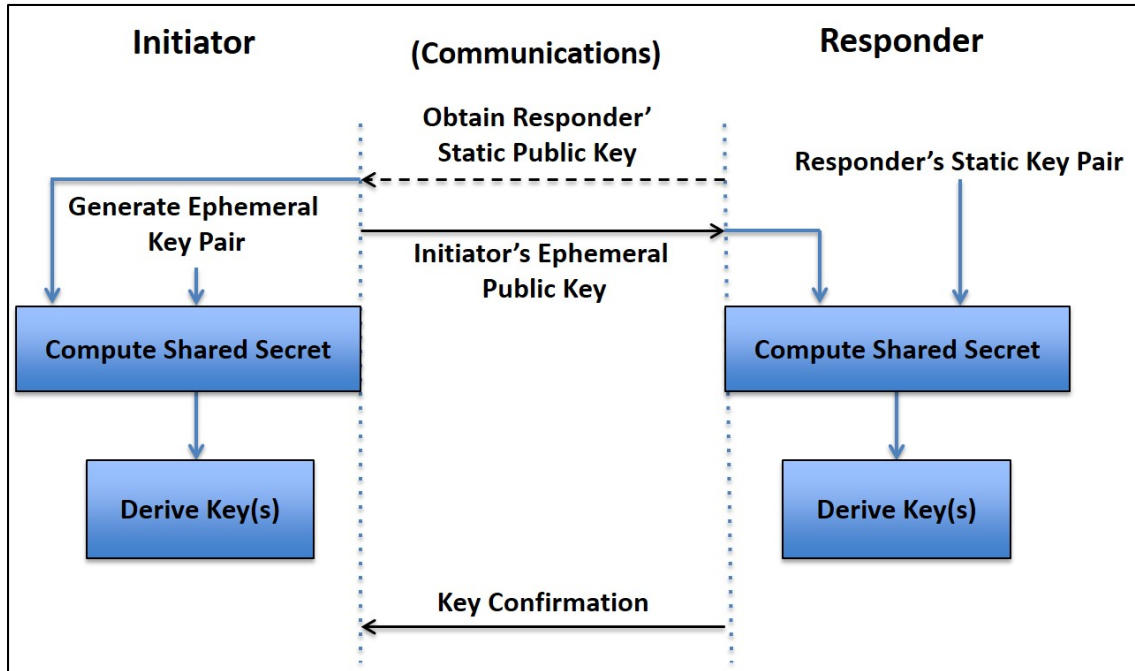 Initiator
(Communications)
Responder
Obtain Responder’
Static Public Key
Responder’s Static Key Pair
Generate Ephemeral
Key Pair
Initiator’s Ephemeral
Public Key
Compute Shared Secret
Compute Shared Secret
Derive Key(s)
Derive Key(s)
Key Confirmation